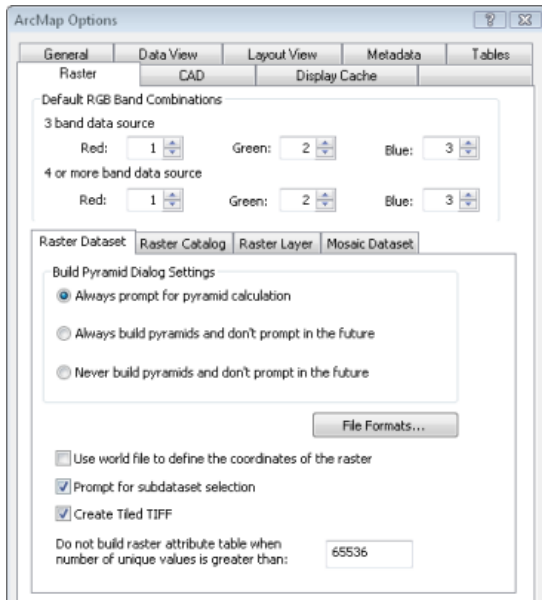 ArcMap Options
General Data View Layout View Metadata Tables
Raster CAD Display Cache
Default RGB Band Combinations
3 band data source
Red: 1 Green: 2 Blue: 3
4 or more band data source
Red: 1 Green: 2 Blue: 3
Raster Dataset Raster Catalog Raster Layer Mosaic Dataset
Build Pyramid Dialog Settings
Always prompt for pyramid calculation
Always build pyramids and don't prompt in the future
Never build pyramids and don't prompt in the future
File Formats...
Use world file to define the coordinates of the raster
Prompt for subdataset selection
Create Tiled TIFF
Do not build raster attribute table when
number of unique values is greater than: 65536